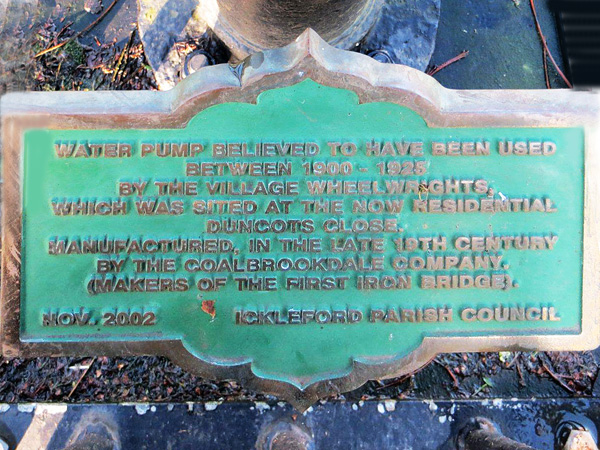 WATER PUMP BELIEVED TO HAVE BEEN USED
BETWEEN 1900 - 1925
BY THE VILLAGE WHEELWRIGHTS,
WHICH WAS SITED AT THE NOW RESIDENTIAL
DUNCOTS CLOSE.
MANUFACTURED, IN THE LATE 19TH CENTURY
BY THE COALBROOKDALE COMPANY.
(MAKERS OF THE FIRST IRON BRIDGE).
NOV. 2002 ICKLEFORD PARISH COUNCIL